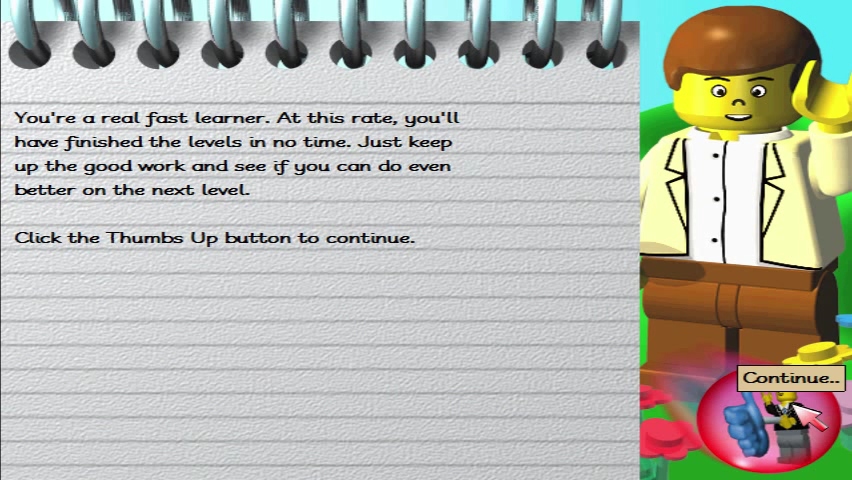 You're a real fast learner. At this rate, you'll
have finished the levels in no time. Just keep
up the good work and see if you can do even
better on the next level.
Click the Thumbs Up button to continue.
Continue..